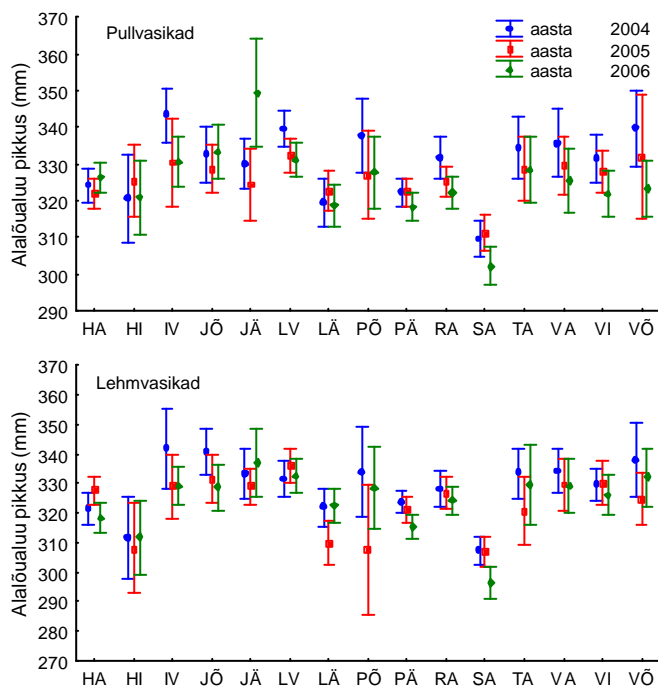 Pullvasikad
aasta 2004
aasta 2005
aasta 2006
Alalõualuu pikkus (mm)
370
360
350
340
330
320
310
300
290
HA HI IV JÕ JÄ LV LÄ PÕ PÄ RA SA TA VA VI VÕ
Lehmvasikad
Alalõualuu pikkus (mm)
370
360
350
340
330
320
310
300
290
280
270
HA HI IV JÕ JÄ LV LÄ PÕ PÄ RA SA TA VA VI VÕ